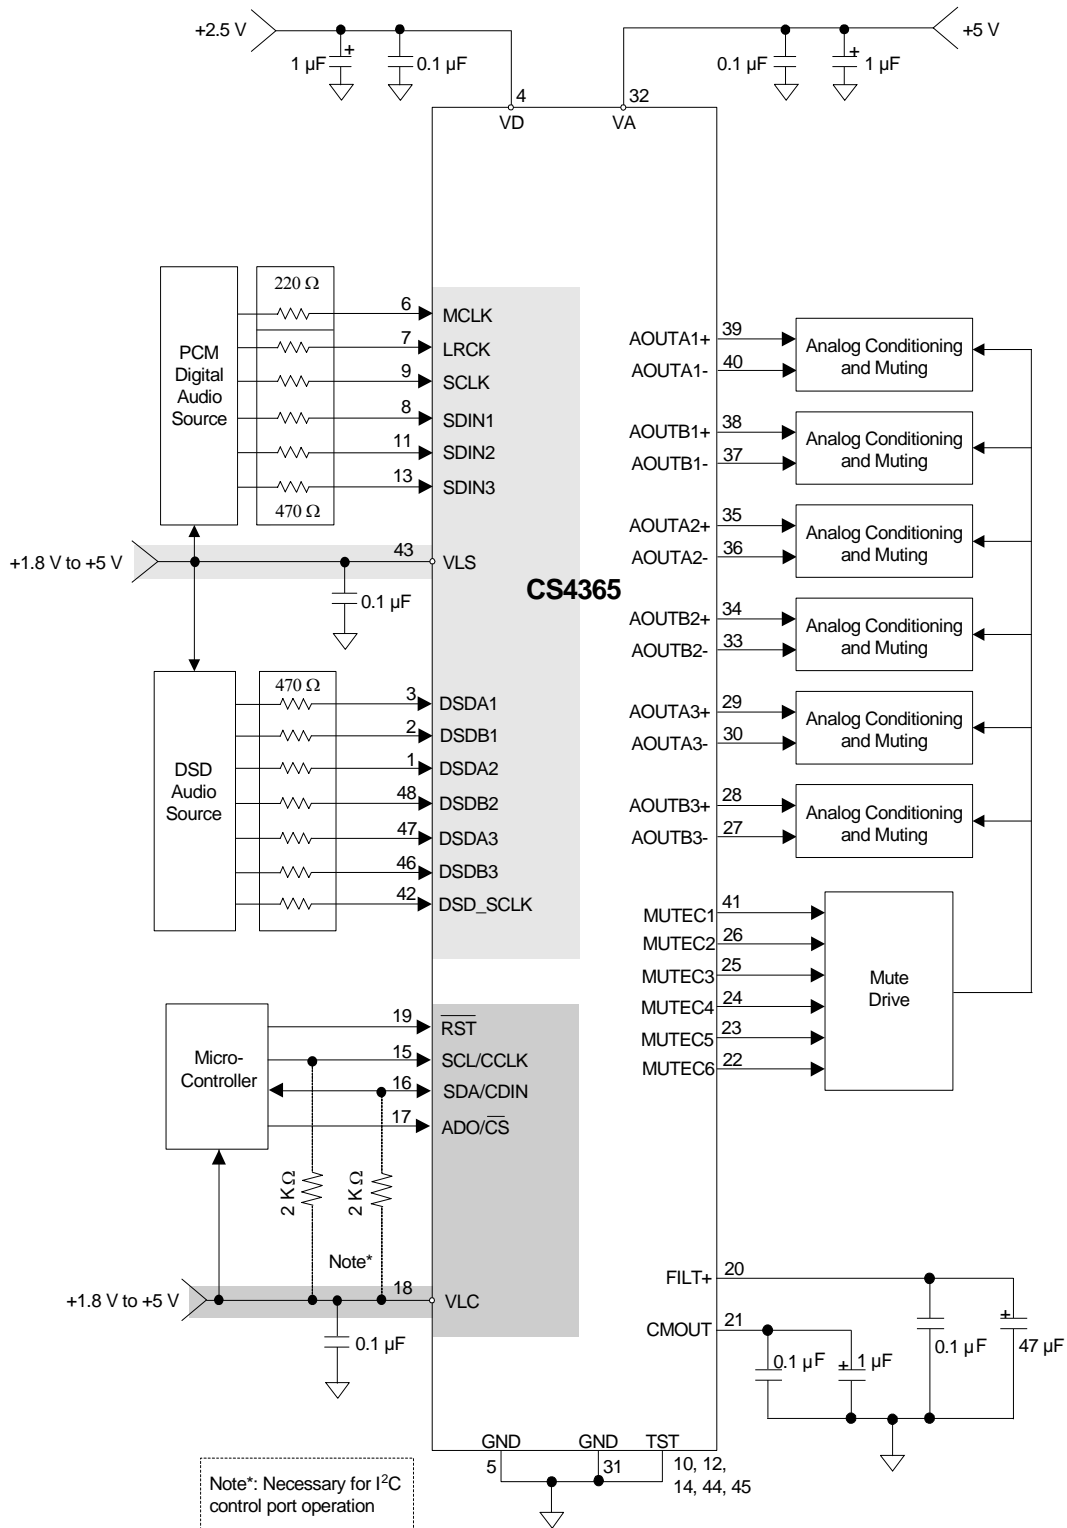 +2.5 V
1 µF
+
0.1 µF
4
VD
32
VA
0.1 µF
+
1 µF
+5 V
PCM
Digital
Audio
Source
220 Ω
470 Ω
6
MCLK
7
LRCK
9
SCLK
8
SDIN1
11
SDIN2
13
SDIN3
+1.8 V to +5 V
43
VLS
0.1 µF
CS4365
DSD
Audio
Source
470 Ω
3
DSDA1
2
DSDB1
1
DSDA2
48
DSDB2
47
DSDA3
46
DSDB3
42
DSD_SCLK
Micro-
Controller
19
RST
15
SCL/CCLK
16
SDA/CDIN
17
ADO/CS
2 KΩ
2 KΩ
Note*
+1.8 V to +5 V
18
VLC
0.1 µF
AOUTA1+
39
AOUTA1-
40
Analog Conditioning
and Muting
AOUTB1+
38
AOUTB1-
37
Analog Conditioning
and Muting
AOUTA2+
35
AOUTA2-
36
Analog Conditioning
and Muting
AOUTB2+
34
AOUTB2-
33
Analog Conditioning
and Muting
AOUTA3+
29
AOUTA3-
30
Analog Conditioning
and Muting
AOUTB3+
28
AOUTB3-
27
Analog Conditioning
and Muting
MUTEC1
41
MUTEC2
26
MUTEC3
25
MUTEC4
24
MUTEC5
23
MUTEC6
22
Mute
Drive
FILT+
20
CMOUT
21
0.1 µF
+
1 µF
0.1 µF
+
47 µF
GND
5
GND
31
TST
10, 12,
14, 44, 45
Note*: Necessary for I²C
control port operation